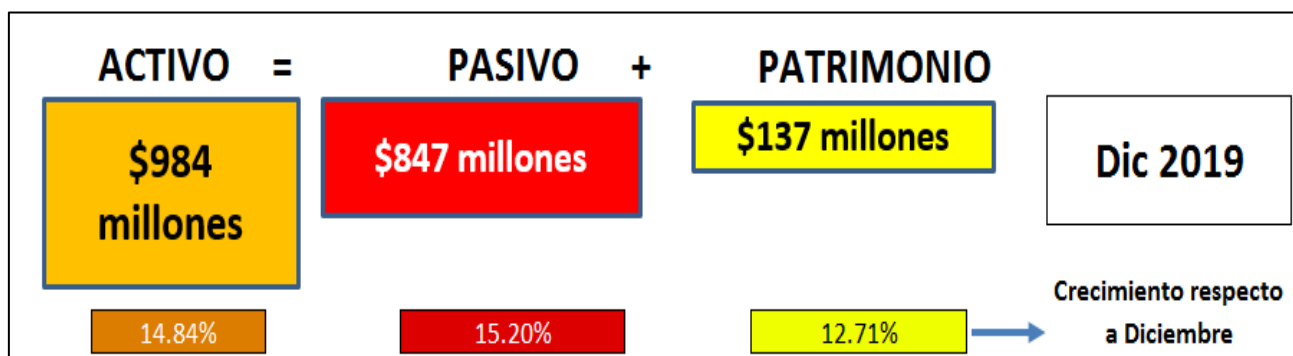 ACTIVO = PASIVO + PATRIMONIO
$984 millones
$847 millones
$137 millones
Dic 2019
14.84%
15.20%
12.71%
Crecimiento respecto
a Diciembre